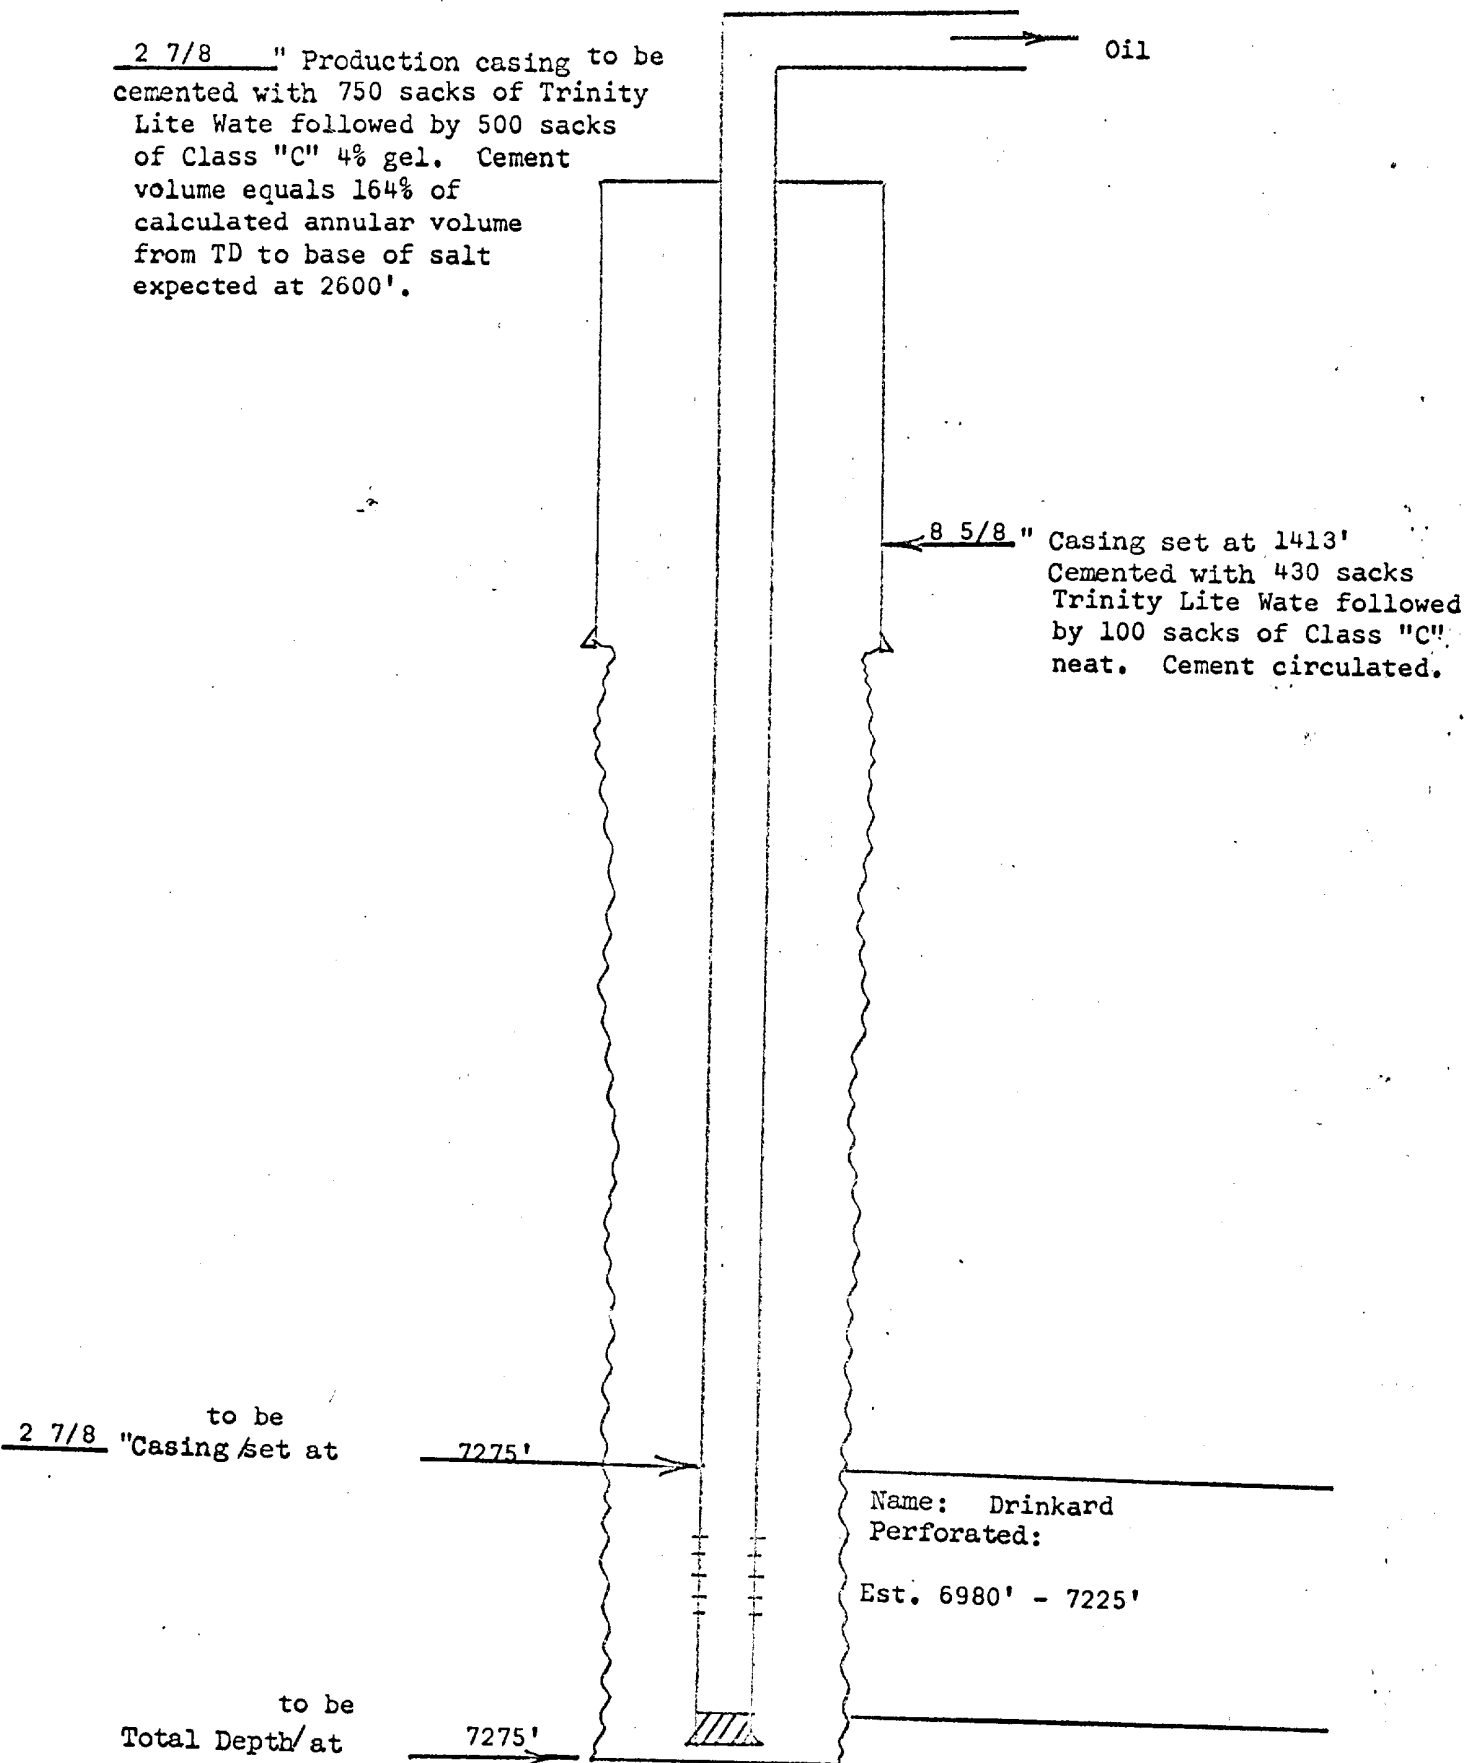 2 7/8 " Production casing to be
cemented with 750 sacks of Trinity
Lite Wate followed by 500 sacks
of Class "C" 4% gel. Cement
volume equals 164% of
calculated annular volume
from TD to base of salt
expected at 2600'.
Oil
8 5/8 " Casing set at 1413'
Cemented with 430 sacks
Trinity Lite Wate followed
by 100 sacks of Class "C"
neat. Cement circulated.
to be
2 7/8 "Casing/set at 7275'
Name: Drinkard
Perforated:
Est. 6980' - 7225'
to be
Total Depth/at 7275'